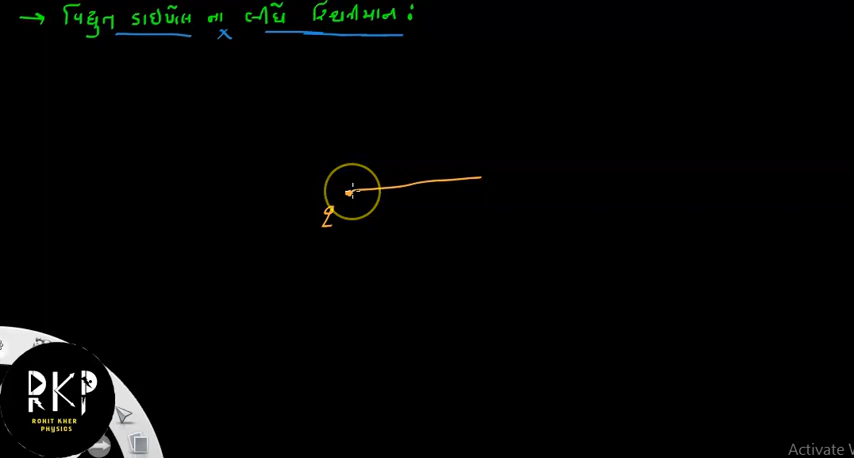 → વિદ્યુત ડાઇપોલ ના લીધે સ્થિતીમાન :
x
q
RKP
ROHIT KHER
PHYSICS
Activate W